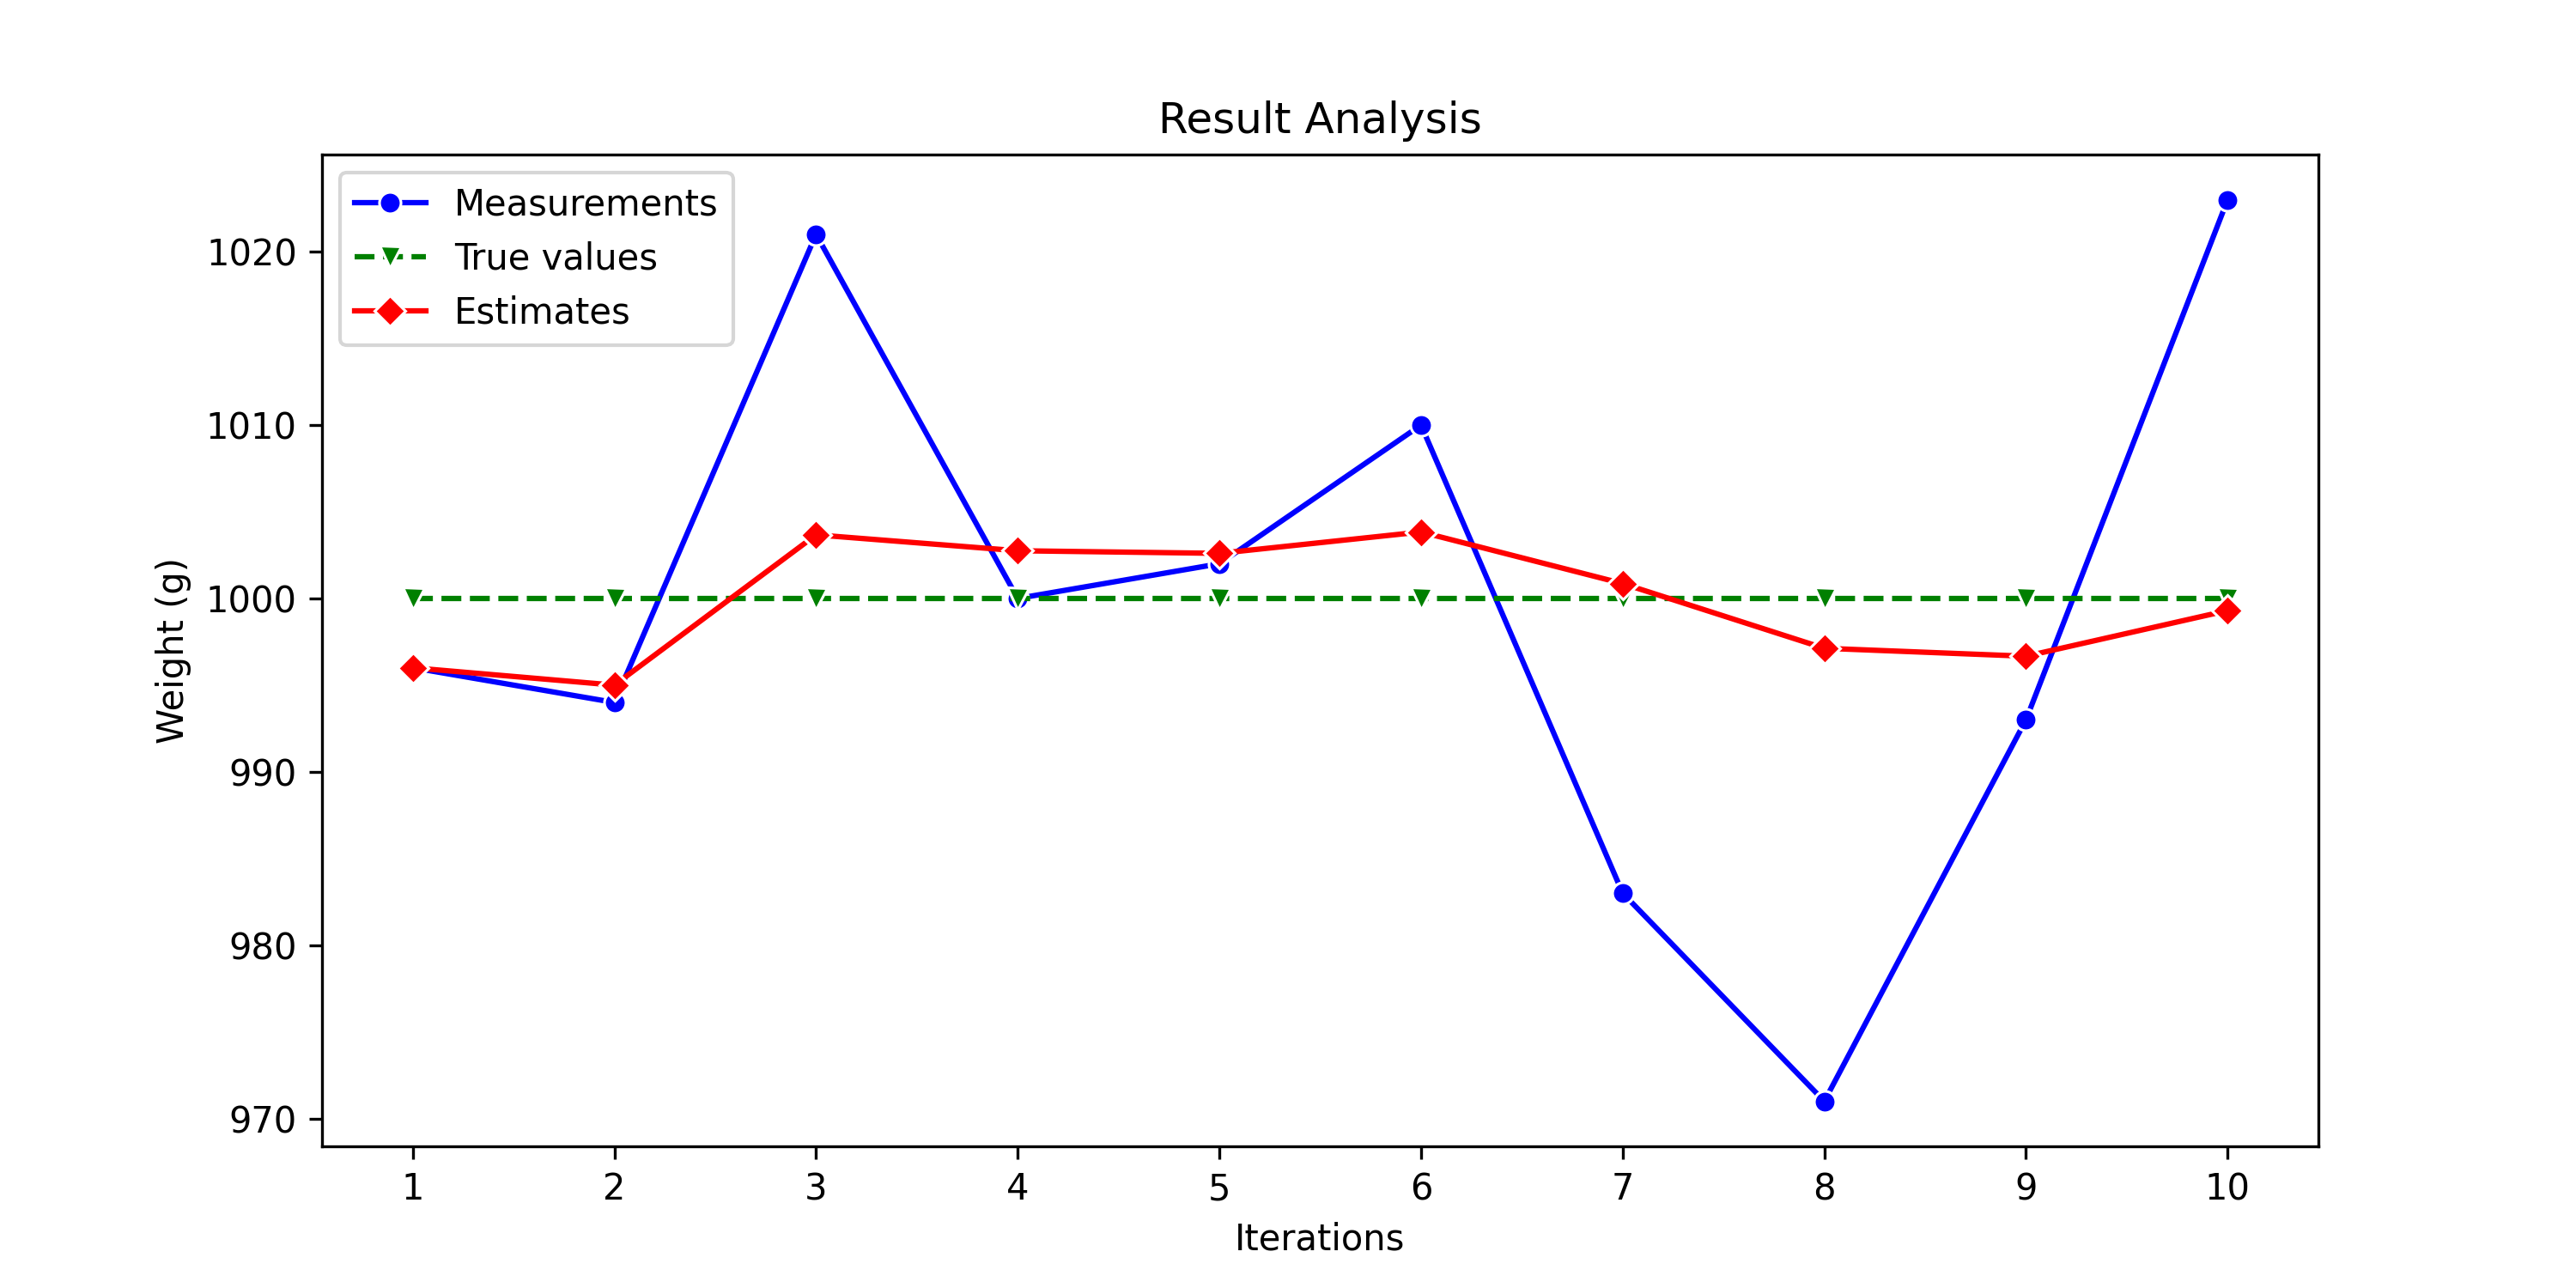 Result Analysis
Measurements
True values
Estimates
1020
1010
1000
990
980
970
Weight (g)
1 2 3 4 5 6 7 8 9 10
Iterations